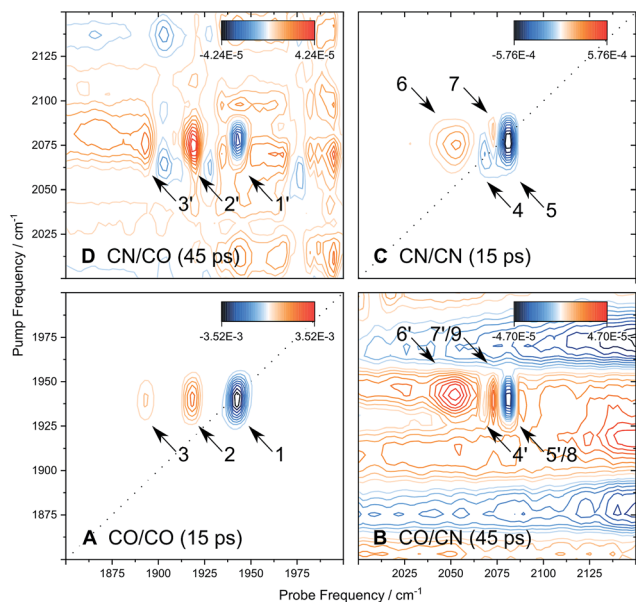 2125
2100
2075
2050
2025
-4.24E-5
4.24E-5
3'
2'
1'
D CN/CO (45 ps)
-5.76E-4
5.76E-4
6
7
4
5
C CN/CN (15 ps)
Pump Frequency / cm-1
1975
1950
1925
1900
1875
-3.52E-3
3.52E-3
3
2
1
A CO/CO (15 ps)
1875
1900
1925
1950
1975
-4.70E-5
4.70E-5
6'
7'/9
4'
5'/8
B CO/CN (45 ps)
2025
2050
2075
2100
2125
Probe Frequency / cm-1